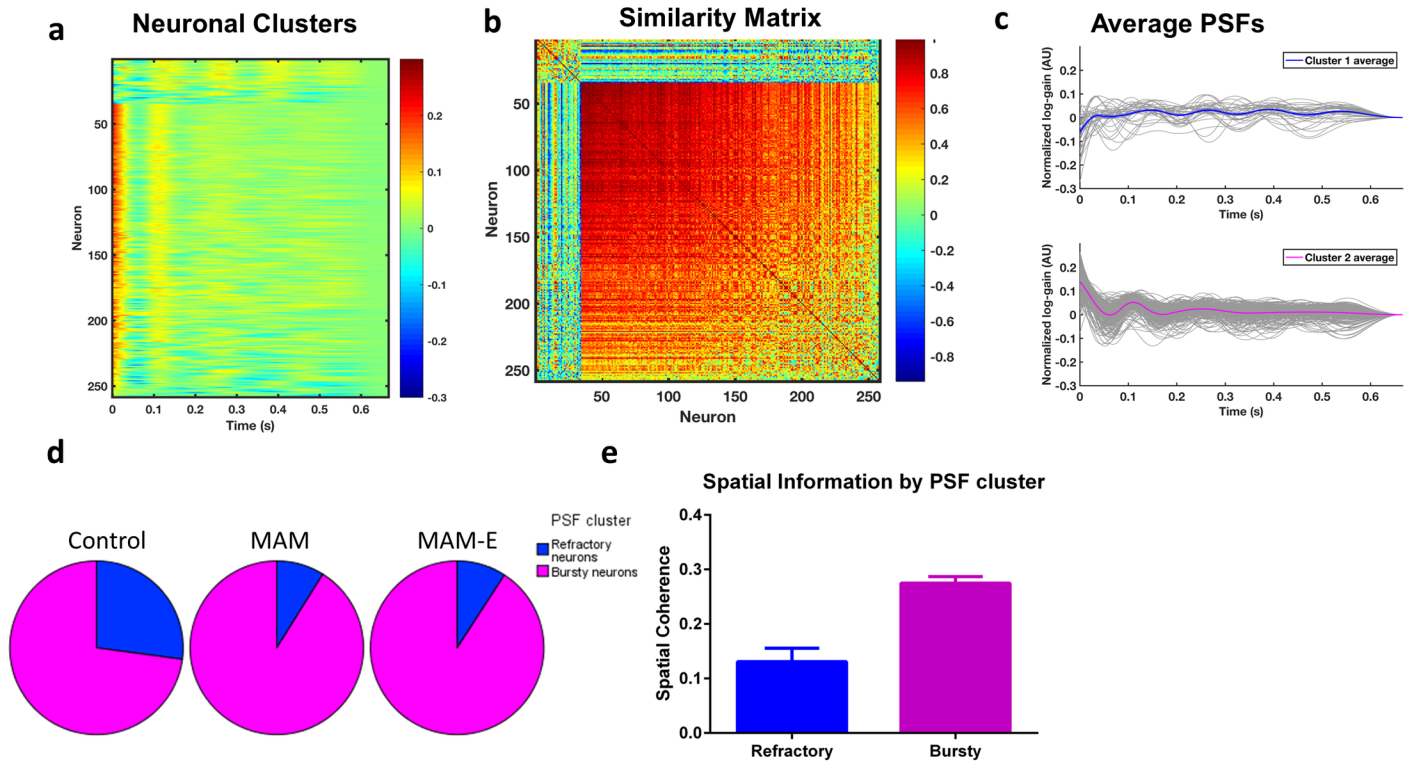 a
Neuronal Clusters
Neuron
50
100
150
200
250
0
0.1
0.2
0.3
0.4
0.5
0.6
Time (s)
0.2
0.1
0
-0.1
-0.2
-0.3
b
Similarity Matrix
Neuron
50
100
150
200
250
50
100
150
200
250
Neuron
0.8
0.6
0.4
0.2
0
-0.2
-0.4
-0.6
-0.8
c
Average PSFs
Normalized log-gain (AU)
0.2
0.1
0
-0.1
-0.2
-0.3
Cluster 1 average
0
0.1
0.2
0.3
0.4
0.5
0.6
Time (s)
Normalized log-gain (AU)
0.2
0.1
0
-0.1
-0.2
-0.3
Cluster 2 average
0
0.1
0.2
0.3
0.4
0.5
0.6
Time (s)
d
Control
MAM
MAM-E
PSF cluster
Refractory
neurons
Bursty neurons
e
Spatial Information by PSF cluster
Spatial Coherence
0.4
0.3
0.2
0.1
0.0
Refractory
Bursty